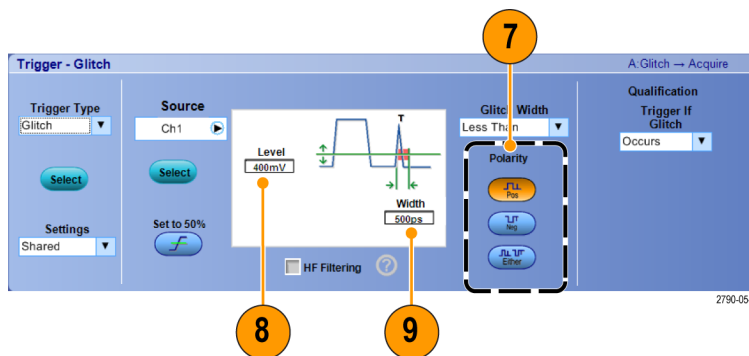 7
Trigger - Glitch
A:Glitch → Acquire
Trigger Type
Glitch
Select
Settings
Shared
Source
Ch1
Select
Set to 50%
Level
400mV
T
Width
500ps
HF Filtering
?
Glitch Width
Less Than
Polarity
Pos
Neg
Either
Qualification
Trigger If
Glitch
Occurs
2790-05
8
9